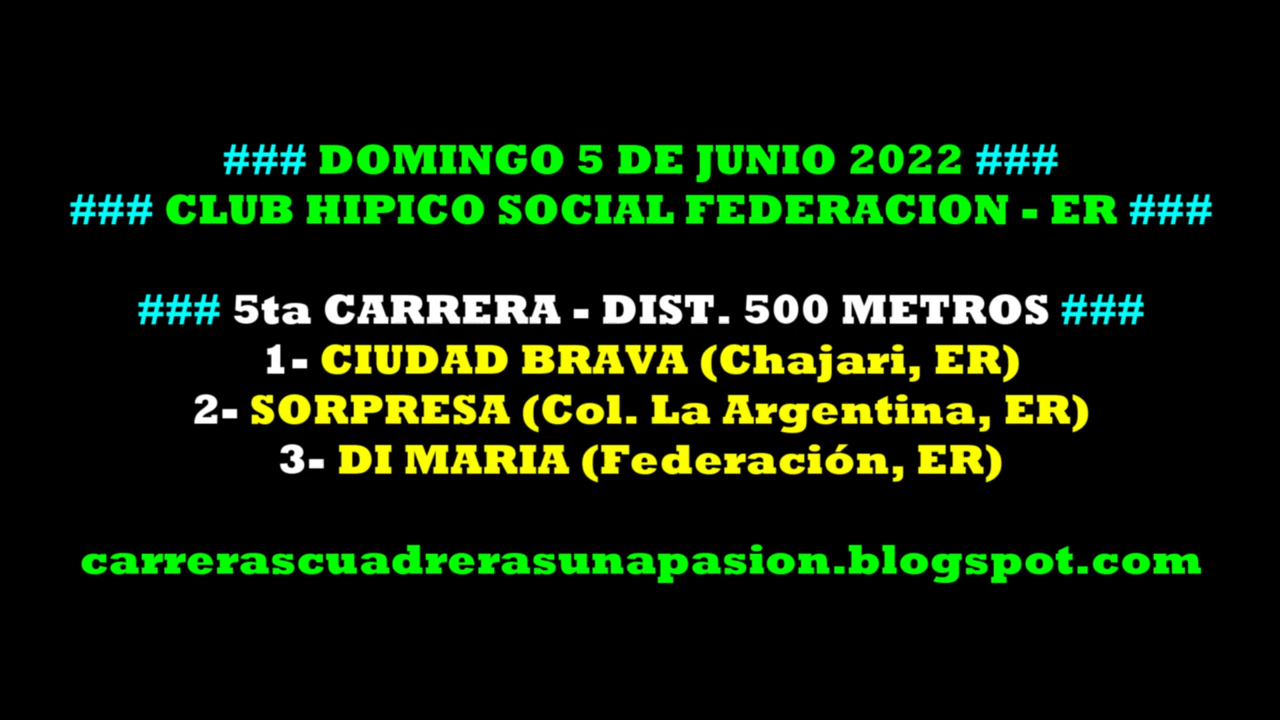 ### DOMINGO 5 DE JUNIO 2022 ###
### CLUB HIPICO SOCIAL FEDERACION - ER ###
### 5ta CARRERA - DIST. 500 METROS ###
1- CIUDAD BRAVA (Chajari, ER)
2- SORPRESA (Col. La Argentina, ER)
3- DI MARIA (Federación, ER)
carrerascuadrerasunapasion.blogspot.com